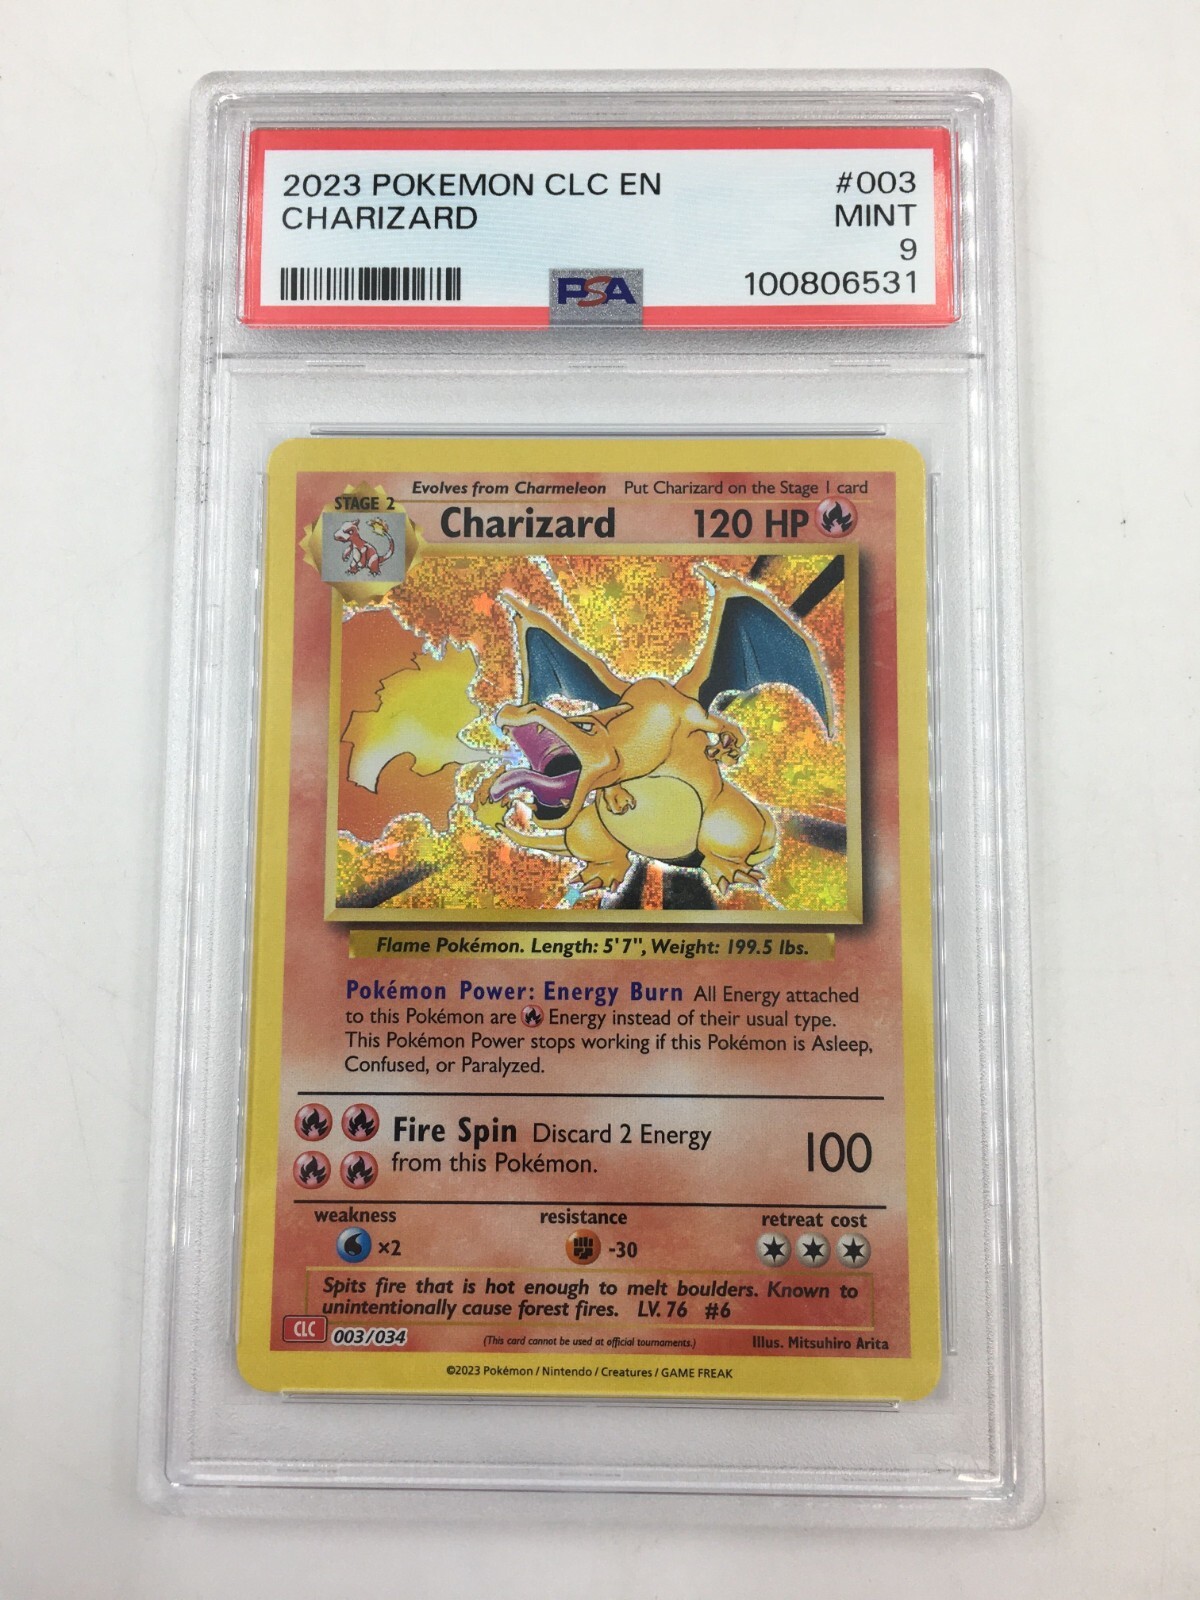 2023 POKEMON CLC EN #003
CHARIZARD MINT
9
PSA 100806531
Evolves from Charmeleon Put Charizard on the Stage 1 card
STAGE 2
Charizard 120 HP
Flame Pokémon. Length: 5'7", Weight: 199.5 lbs.
Pokémon Power: Energy Burn All Energy attached
to this Pokémon are Energy instead of their usual type.
This Pokémon Power stops working if this Pokémon is Asleep,
Confused, or Paralyzed.
Fire Spin Discard 2 Energy
from this Pokémon. 100
weakness resistance retreat cost
×2 -30
Spits fire that is hot enough to melt boulders. Known to
unintentionally cause forest fires. LV. 76 #6
CLC 003/034 (This card cannot be used at official tournaments.) Illus. Mitsuhiro Arita
©2023 Pokémon / Nintendo / Creatures / GAME FREAK